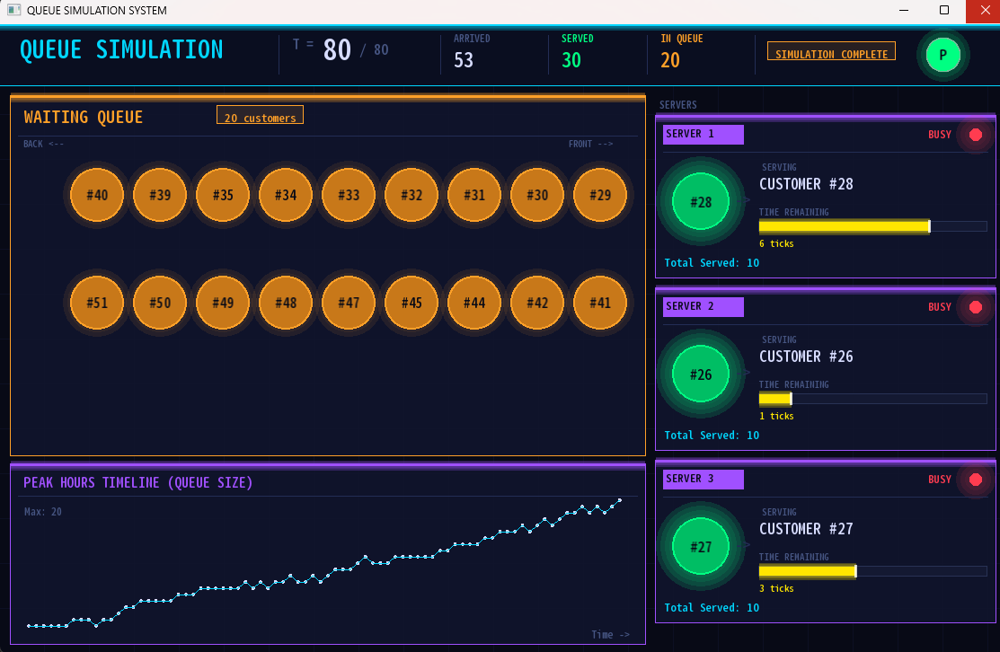 QUEUE SIMULATION SYSTEM
QUEUE SIMULATION
T = 80 / 80
ARRIVED
53
SERVED
30
IN QUEUE
20
SIMULATION COMPLETE
P
WAITING QUEUE
20 customers
BACK <--
FRONT -->
#40 #39 #35 #34 #33 #32 #31 #30 #29
#51 #50 #49 #48 #47 #45 #44 #42 #41
PEAK HOURS TIMELINE (QUEUE SIZE)
Max: 20
Time ->
SERVERS
SERVER 1
BUSY
#28
SERVING
CUSTOMER #28
TIME REMAINING
6 ticks
Total Served: 10
SERVER 2
BUSY
#26
SERVING
CUSTOMER #26
TIME REMAINING
1 ticks
Total Served: 10
SERVER 3
BUSY
#27
SERVING
CUSTOMER #27
TIME REMAINING
3 ticks
Total Served: 10